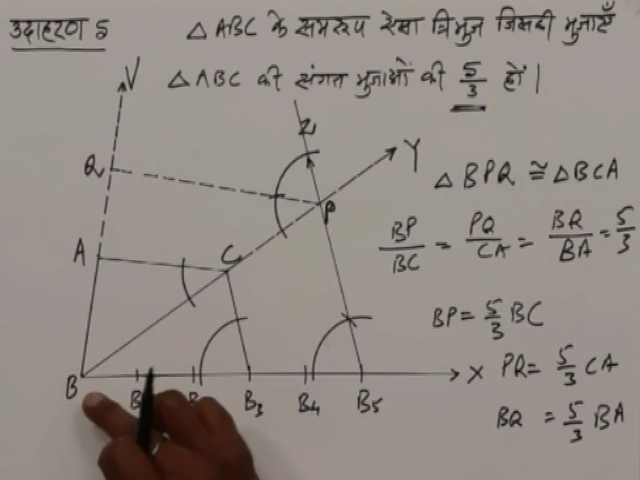 उदाहरण 5
△ABC के समरूप ऐसा त्रिभुज जिसकी भुजाएँ
△ABC की संगत भुजाओं की 5/3 हों।
V
Z
Y
Q
P
A
C
B
B
B
B₃
B₄
B₅
X
△BPQ ≅ △BCA
BP/BC = PQ/CA = BQ/BA = 5/3
BP = 5/3 BC
PQ = 5/3 CA
BQ = 5/3 BA